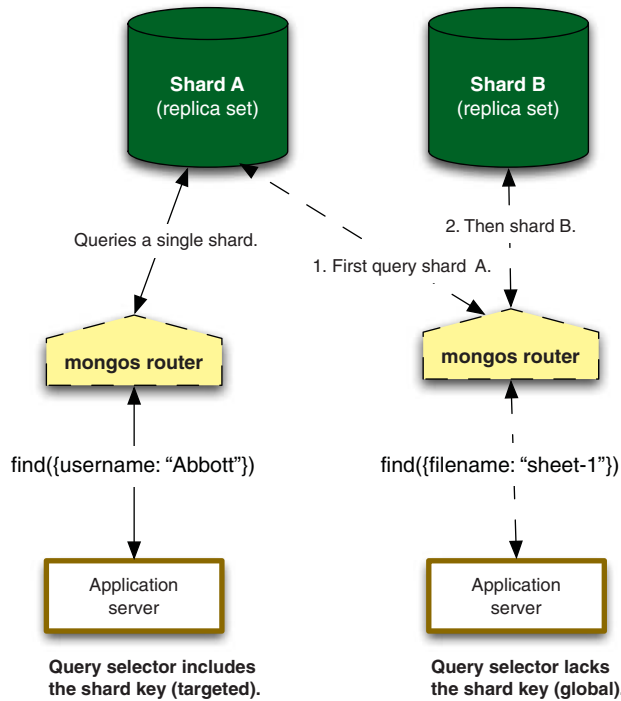 Shard A
(replica set)
Shard B
(replica set)
Queries a single shard.
2. Then shard B.
1. First query shard A.
mongos router
mongos router
find({username: “Abbott”})
find({filename: “sheet-1”})
Application
server
Application
server
Query selector includes
the shard key (targeted).
Query selector lacks
the shard key (global)